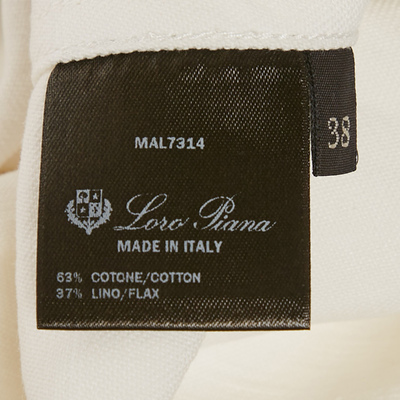 MAL7314
38
Loro Piana
MADE IN ITALY
63% COTONE/COTTON
37% LINO/FLAX